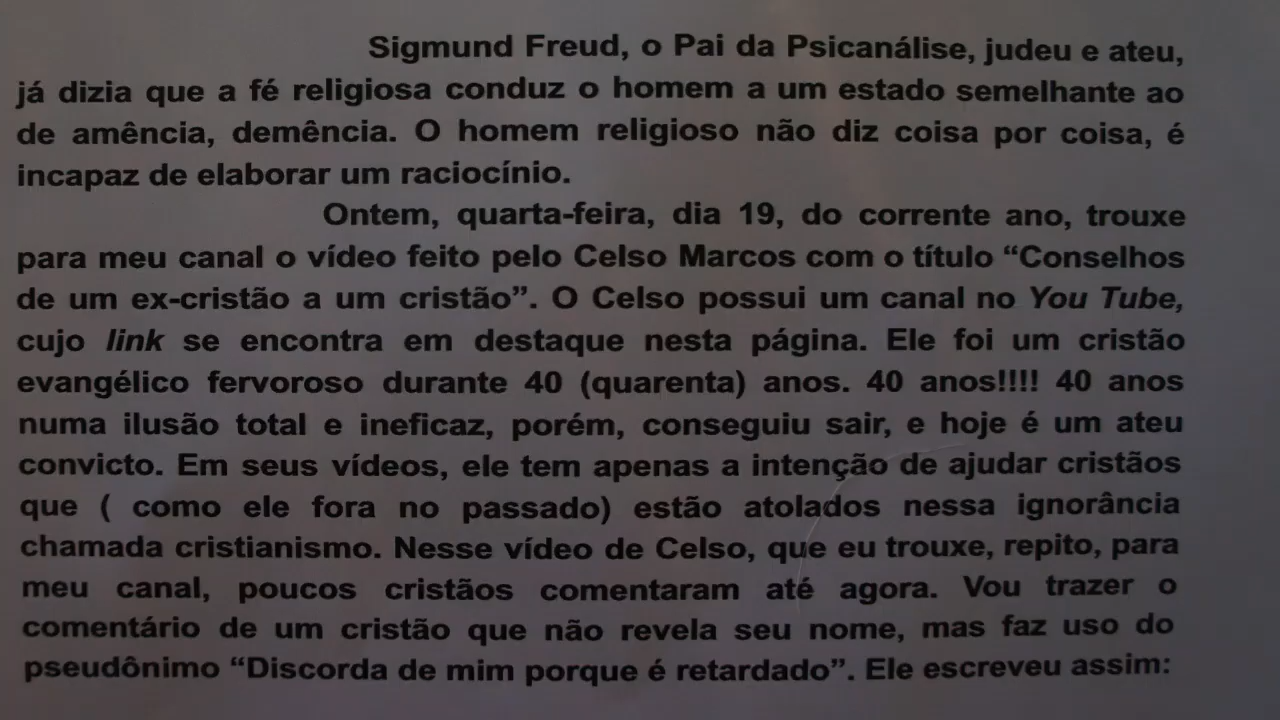 Sigmund Freud, o Pai da Psicanálise, judeu e ateu,
já dizia que a fé religiosa conduz o homem a um estado semelhante ao
de amência, demência. O homem religioso não diz coisa por coisa, é
incapaz de elaborar um raciocínio.
Ontem, quarta-feira, dia 19, do corrente ano, trouxe
para meu canal o vídeo feito pelo Celso Marcos com o título “Conselhos
de um ex-cristão a um cristão”. O Celso possui um canal no You Tube,
cujo link se encontra em destaque nesta página. Ele foi um cristão
evangélico fervoroso durante 40 (quarenta) anos. 40 anos!!!! 40 anos
numa ilusão total e ineficaz, porém, conseguiu sair, e hoje é um ateu
convicto. Em seus vídeos, ele tem apenas a intenção de ajudar cristãos
que ( como ele fora no passado) estão atolados nessa ignorância
chamada cristianismo. Nesse vídeo de Celso, que eu trouxe, repito, para
meu canal, poucos cristãos comentaram até agora. Vou trazer o
comentário de um cristão que não revela seu nome, mas faz uso do
pseudônimo “Discorda de mim porque é retardado”. Ele escreveu assim: